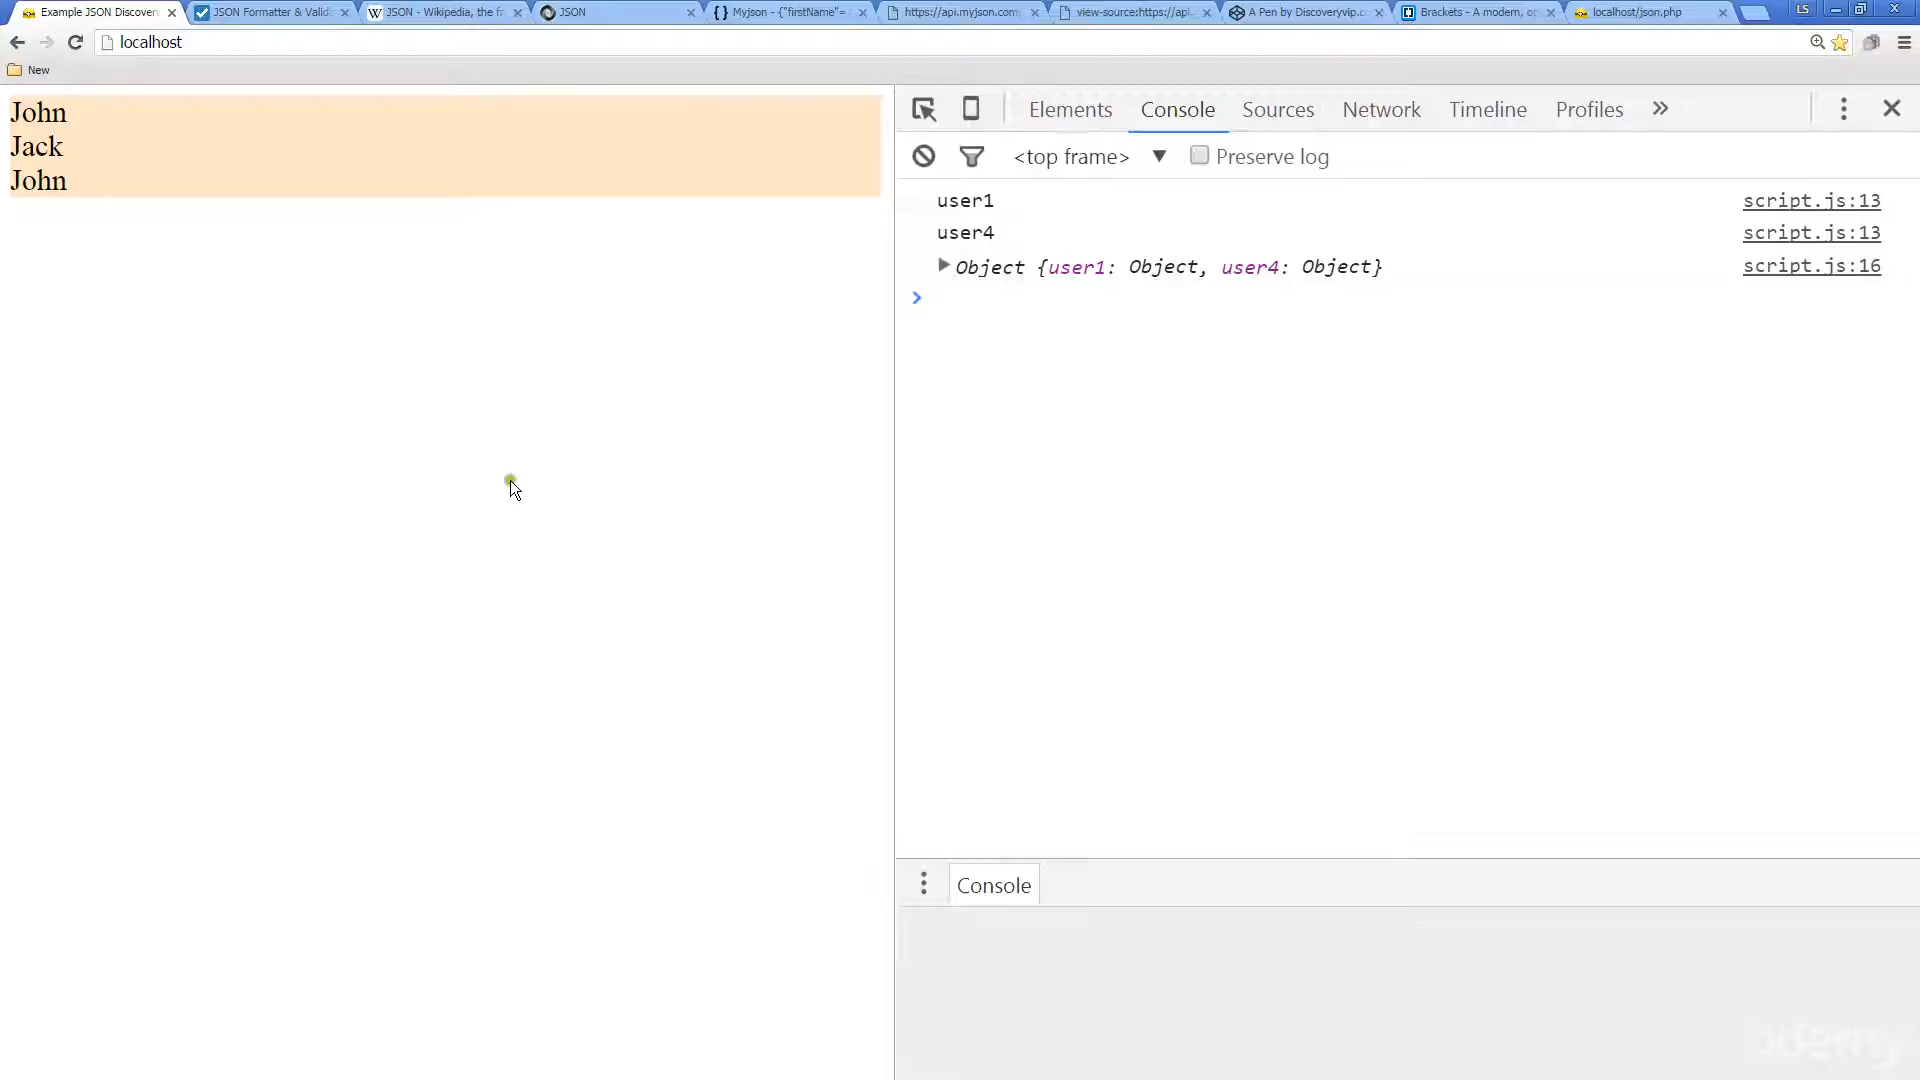 Example JSON Discover
JSON Formatter & Valid
JSON - Wikipedia, the fr
JSON
Myjson - {"firstName"=
https://api.myjson.com
view-source:https://api.
A Pen by Discoveryvip.c
Brackets - A modern, op
localhost/json.php
LS
localhost
New
John
Jack
John
Elements
Console
Sources
Network
Timeline
Profiles
<top frame>
Preserve log
user1 script.js:13
user4 script.js:13
Object {user1: Object, user4: Object} script.js:16
Console
udemy